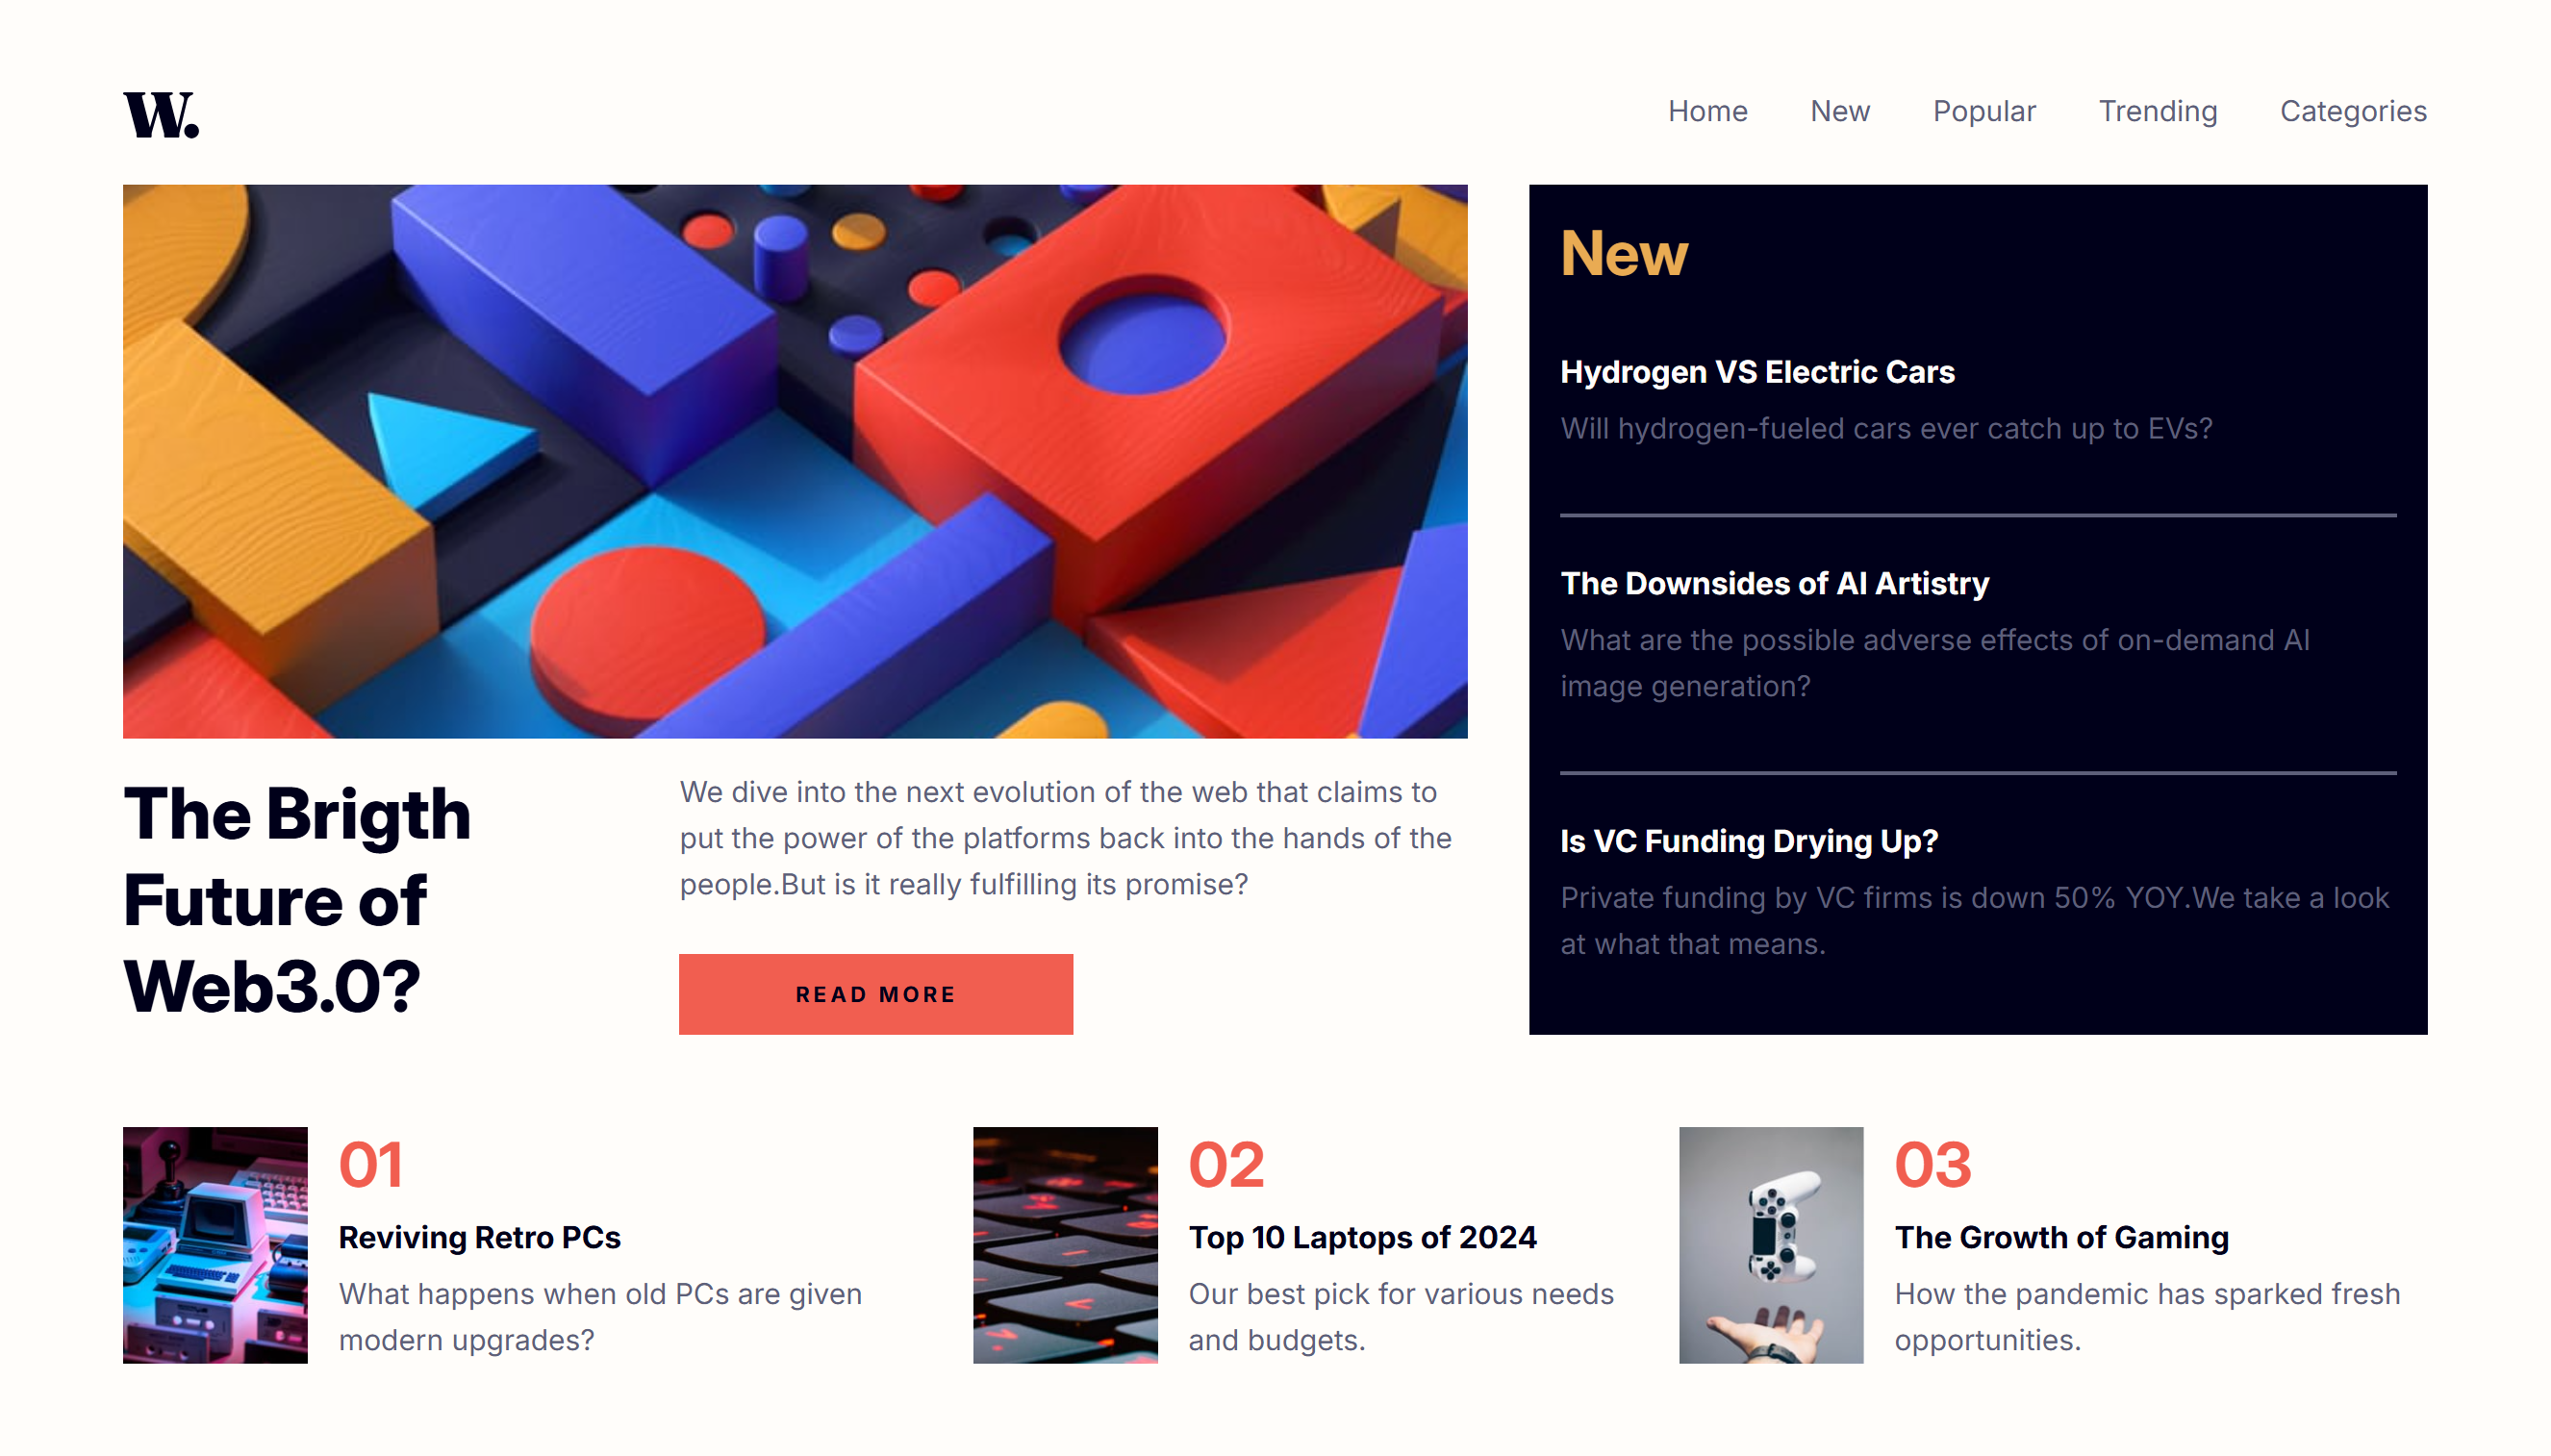 W.
Home New Popular Trending Categories
New
Hydrogen VS Electric Cars
Will hydrogen-fueled cars ever catch up to EVs?
The Downsides of AI Artistry
What are the possible adverse effects of on-demand AI
image generation?
Is VC Funding Drying Up?
Private funding by VC firms is down 50% YOY.We take a look
at what that means.
The Brigth
Future of
Web3.0?
We dive into the next evolution of the web that claims to
put the power of the platforms back into the hands of the
people.But is it really fulfilling its promise?
READ MORE
01
Reviving Retro PCs
What happens when old PCs are given
modern upgrades?
02
Top 10 Laptops of 2024
Our best pick for various needs
and budgets.
03
The Growth of Gaming
How the pandemic has sparked fresh
opportunities.